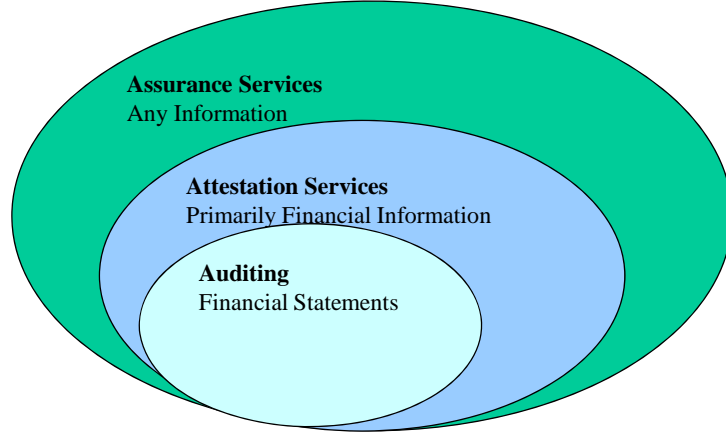 Assurance Services
Any Information
Attestation Services
Primarily Financial Information
Auditing
Financial Statements